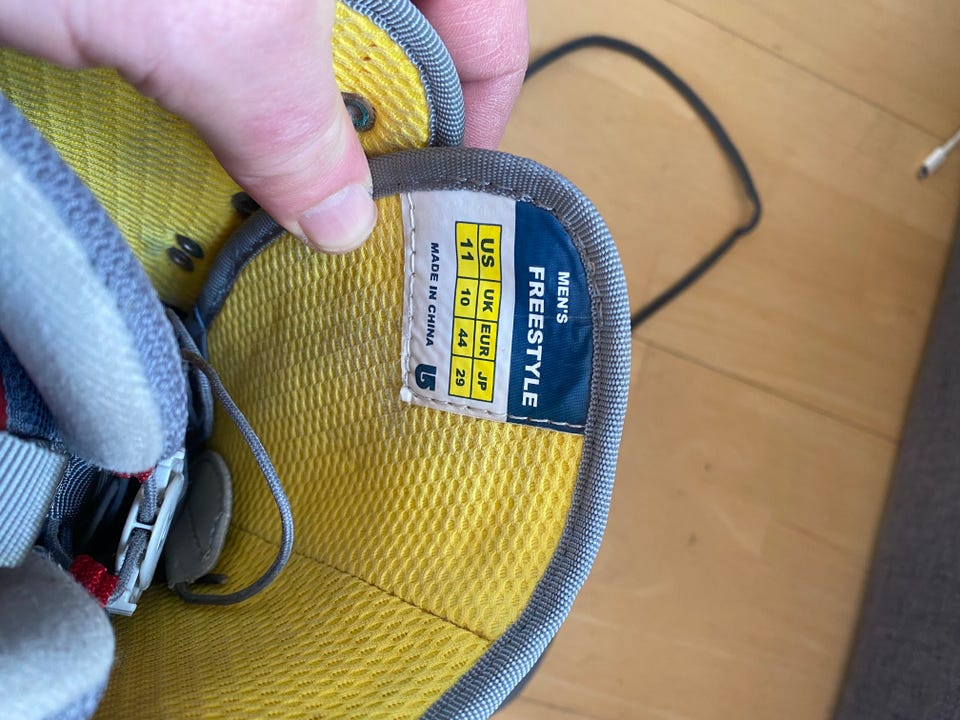 MEN'S
FREESTYLE
US UK EUR JP
11 10 44 29
MADE IN CHINA